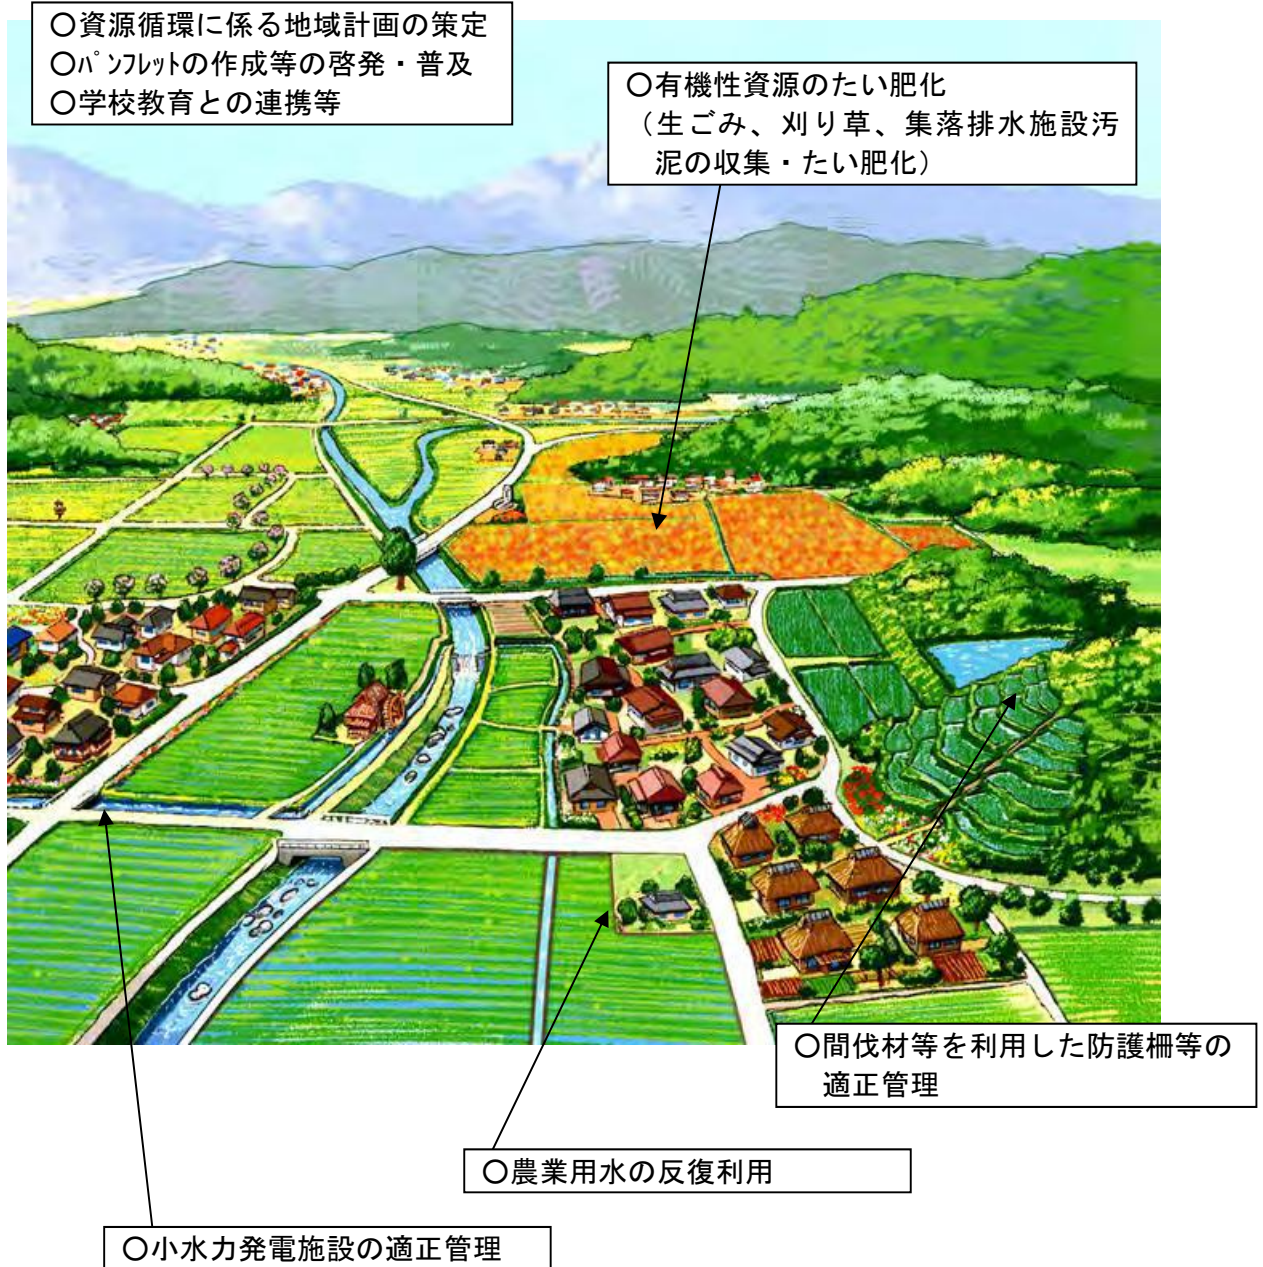 ○資源循環に係る地域計画の策定
○ﾊﾟﾝﾌﾚｯﾄの作成等の啓発・普及
○学校教育との連携等
○有機性資源のたい肥化
（生ごみ、刈り草、集落排水施設汚
泥の収集・たい肥化）
○間伐材等を利用した防護柵等の
適正管理
○農業用水の反復利用
○小水力発電施設の適正管理